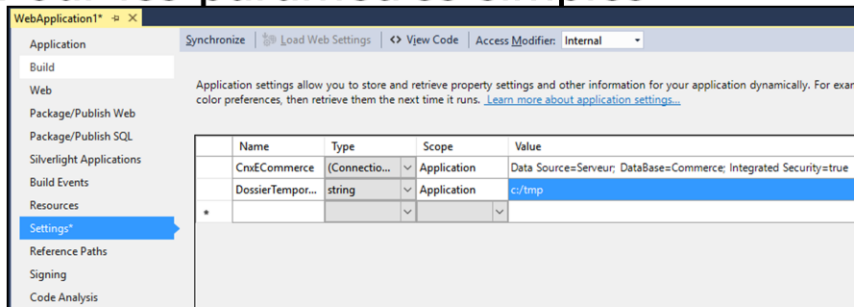 WebApplication1*
Application
Build
Web
Package/Publish Web
Package/Publish SQL
Silverlight Applications
Build Events
Resources
Settings*
Reference Paths
Signing
Code Analysis
Synchronize Load Web Settings <> View Code Access Modifier: Internal
Application settings allow you to store and retrieve property settings and other information for your application dynamically. For
color preferences, then retrieve them the next time it runs. Learn more about application settings...
Name Type Scope Value
CnxECommerce (Connectio... Application Data Source=Serveur; DataBase=Commerce; Integrated Security=true
DossierTempor... string Application c:/tmp
*